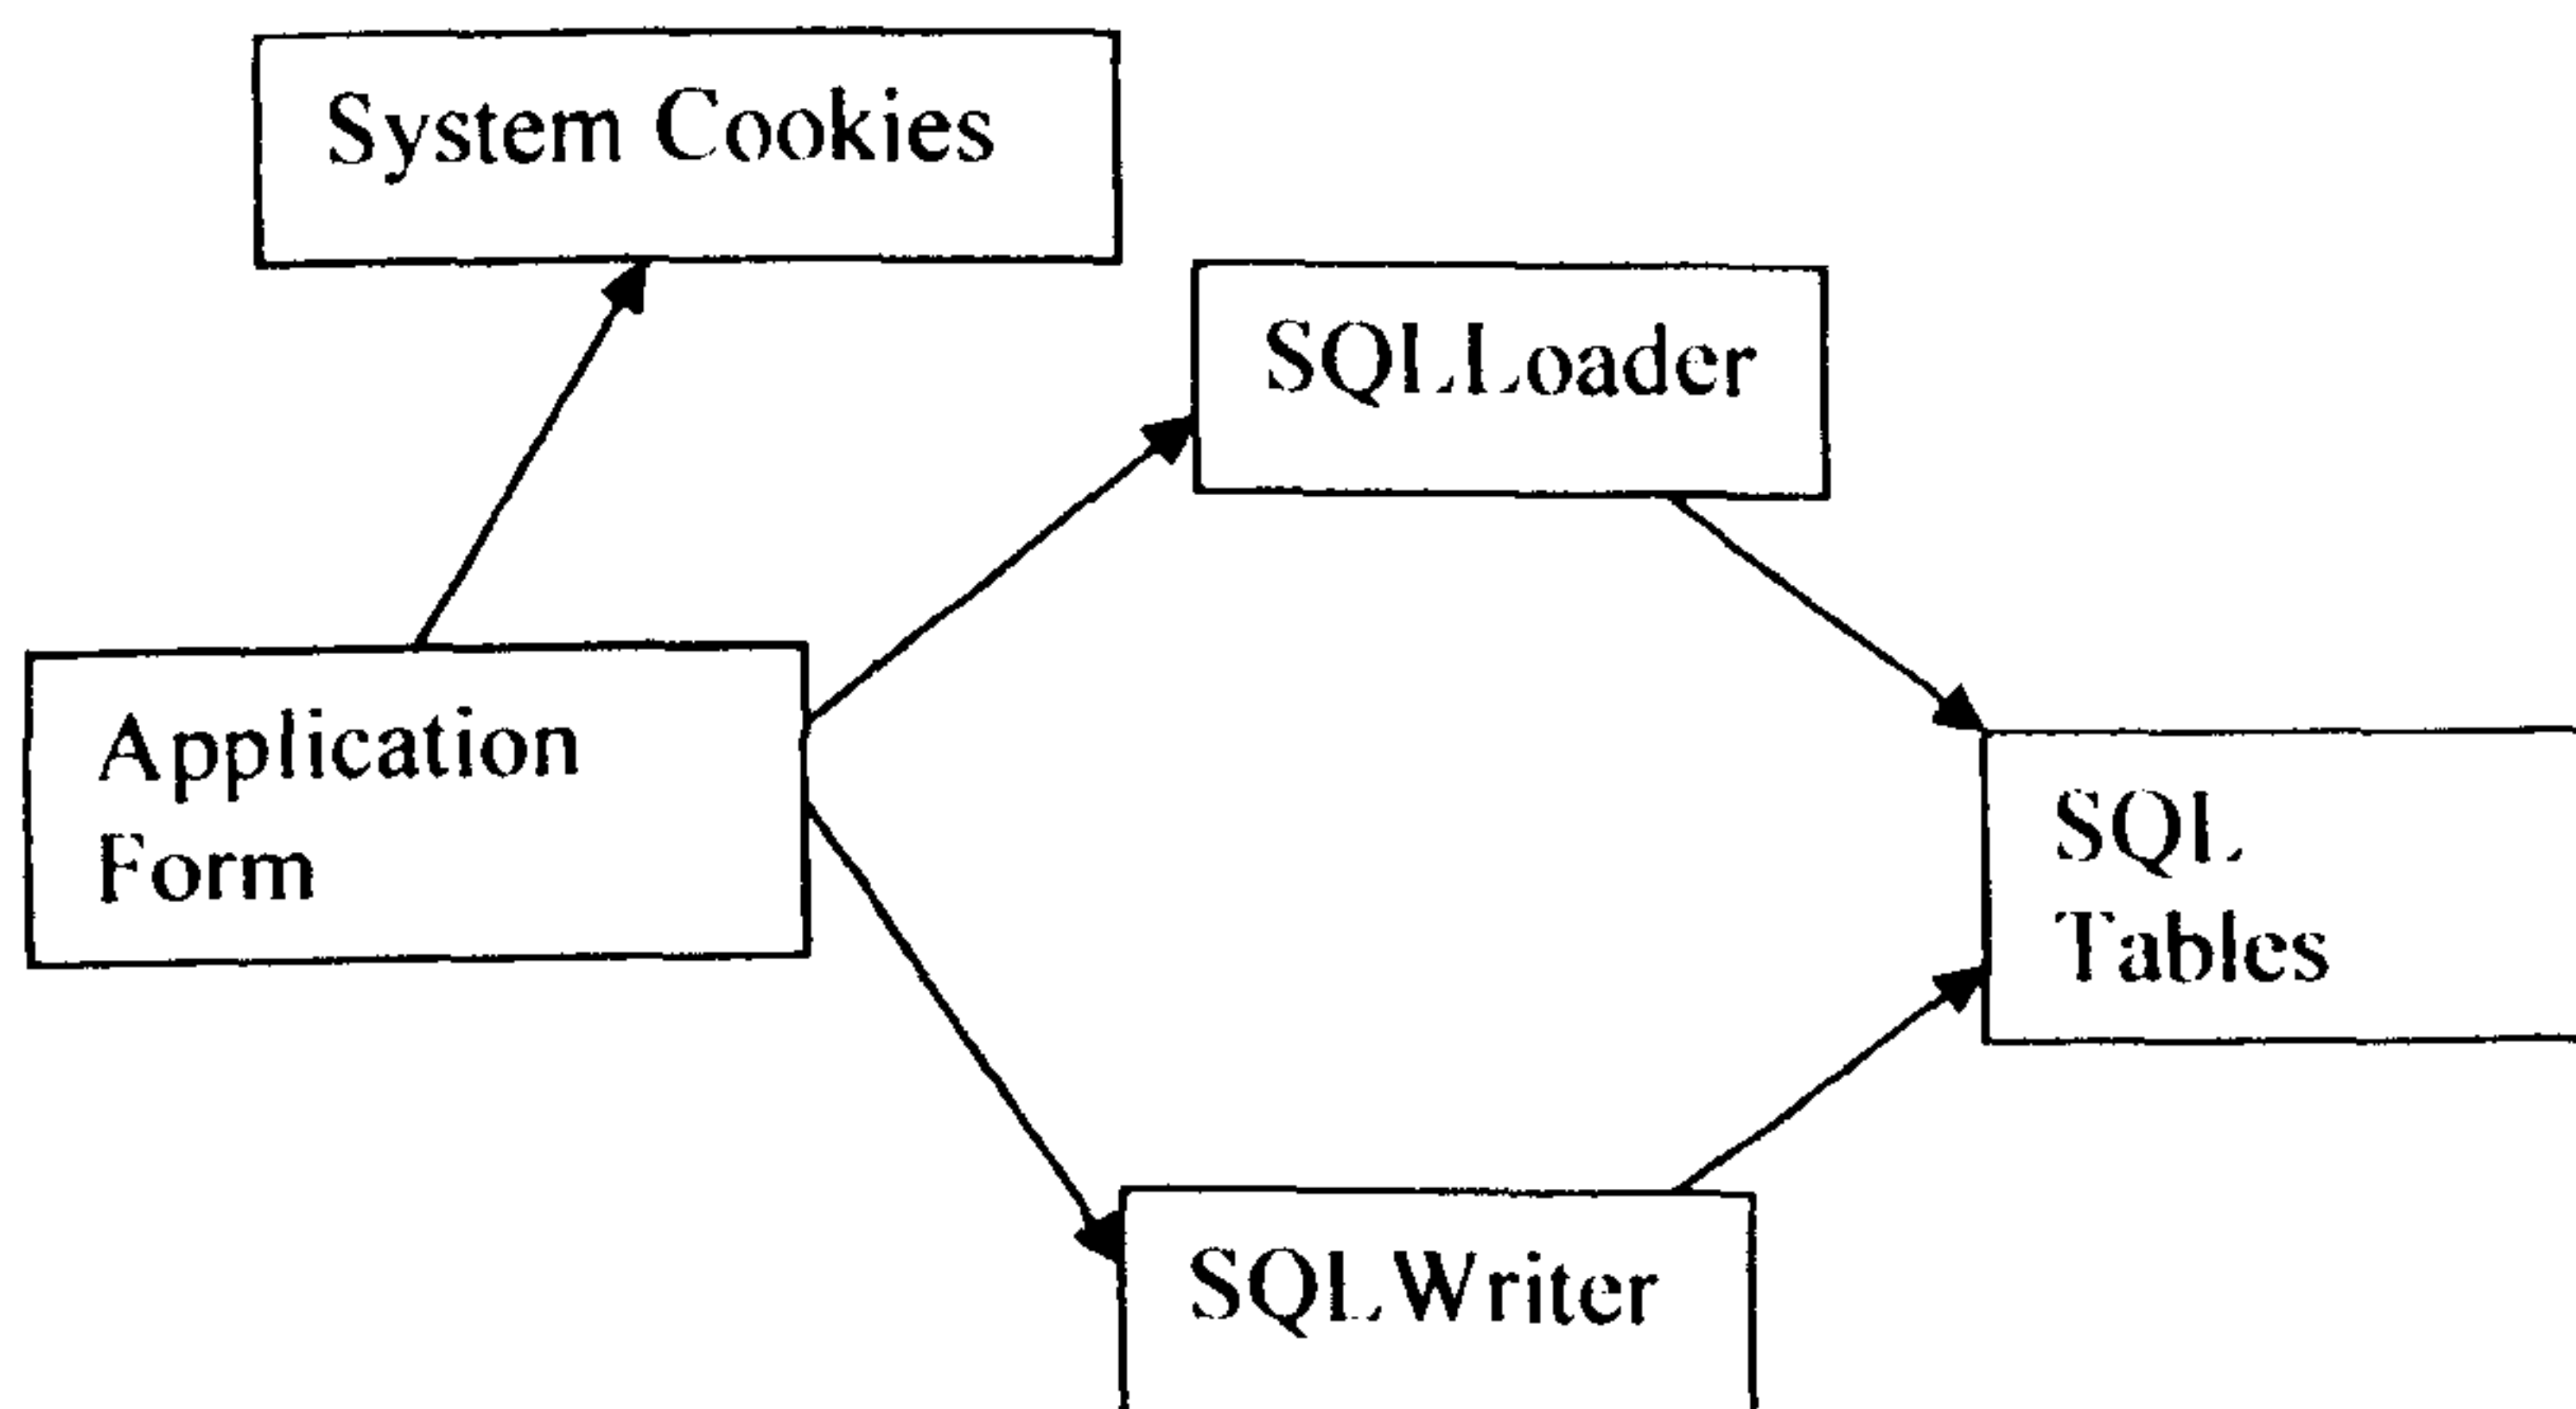 System Cookies
SQLLoader
Application
Form
SQL
Tables
SQLWriter